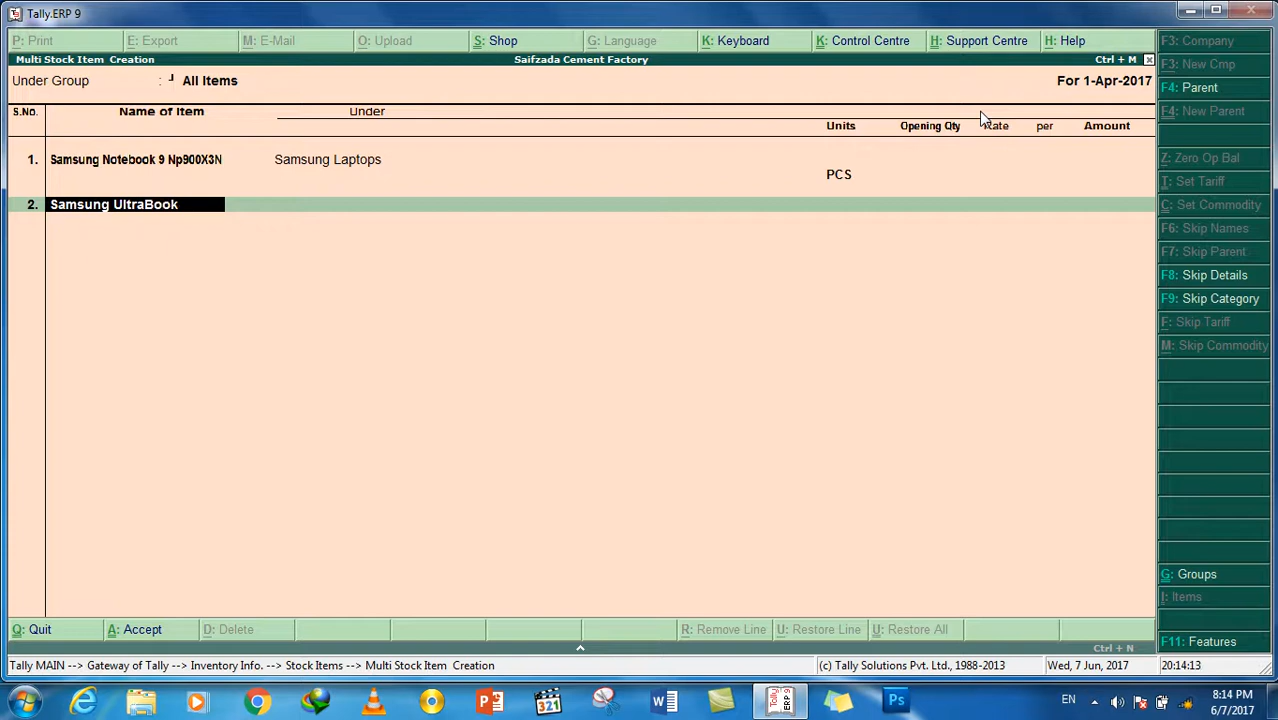 Tally.ERP 9
P: Print E: Export M: E-Mail O: Upload S: Shop G: Language K: Keyboard K: Control Centre H: Support Centre H: Help
F3: Company
Multi Stock Item Creation Saifzada Cement Factory Ctrl + M
F3: New Cmp
Under Group : All Items For 1-Apr-2017
F4: Parent
S.No. Name of Item Under
F4: New Parent
Units Opening Qty Rate per Amount
1. Samsung Notebook 9 Np900X3N Samsung Laptops
Z: Zero Op Bal
PCS
T: Set Tariff
2. Samsung UltraBook
C: Set Commodity
F6: Skip Names
F7: Skip Parent
F8: Skip Details
F9: Skip Category
F: Skip Tariff
M: Skip Commodity
G: Groups
I: Items
Q: Quit A: Accept D: Delete R: Remove Line U: Restore Line U: Restore All
F11: Features
Ctrl + N
Tally MAIN --> Gateway of Tally --> Inventory Info. --> Stock Items --> Multi Stock Item Creation (c) Tally Solutions Pvt. Ltd., 1988-2013 Wed, 7 Jun, 2017 20:14:13
321 W Tally ERP 9 Ps EN 8:14 PM
6/7/2017